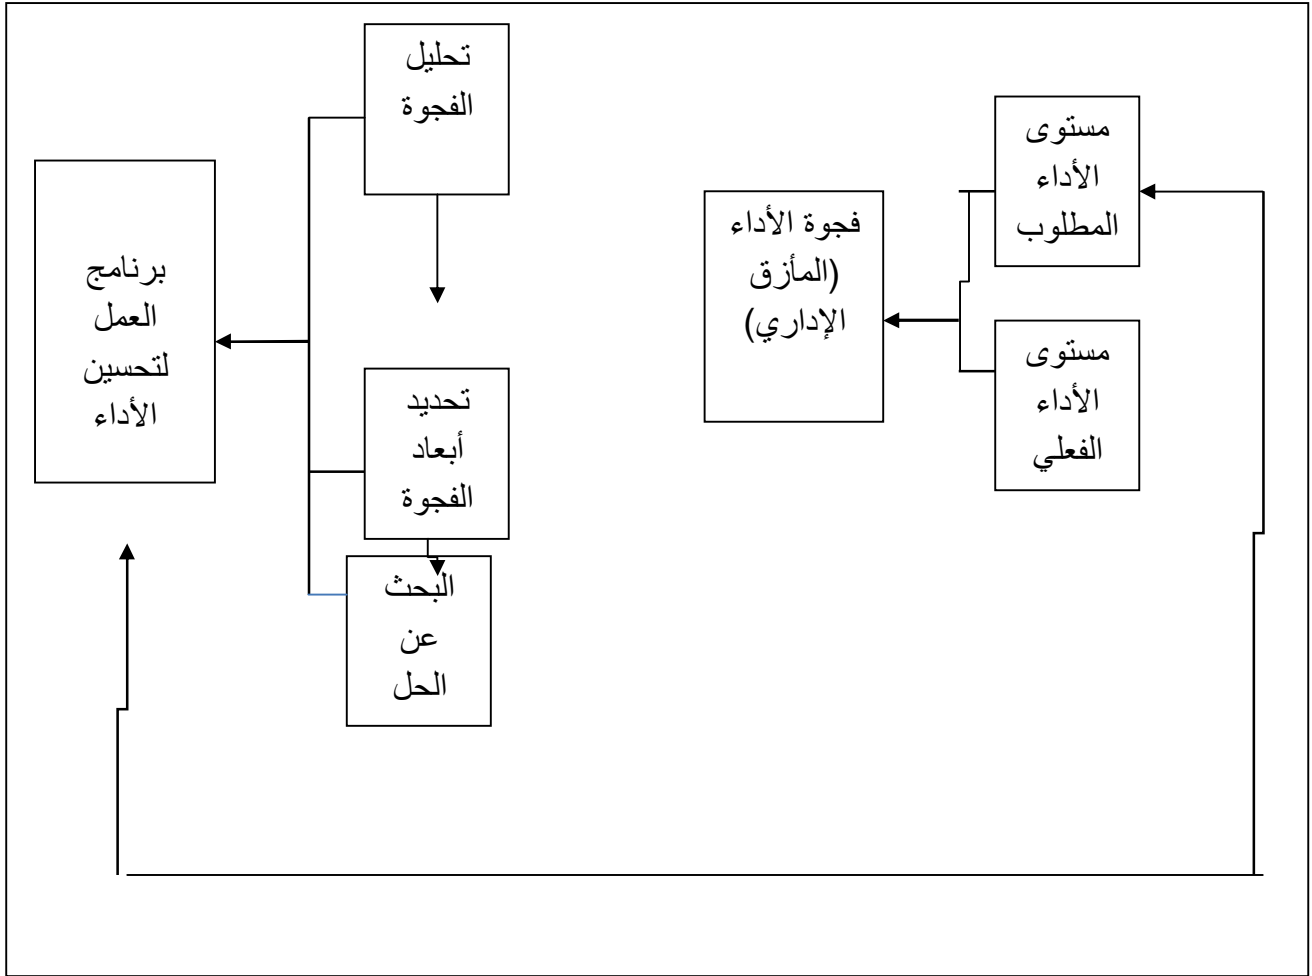 مستوى
الأداء
المطلوب
مستوى
الأداء
الفعلي
فجوة الأداء
(المأزق
الإداري)
تحليل
الفجوة
تحديد
أبعاد
الفجوة
البحث
عن
الحل
برنامج
العمل
لتحسين
الأداء